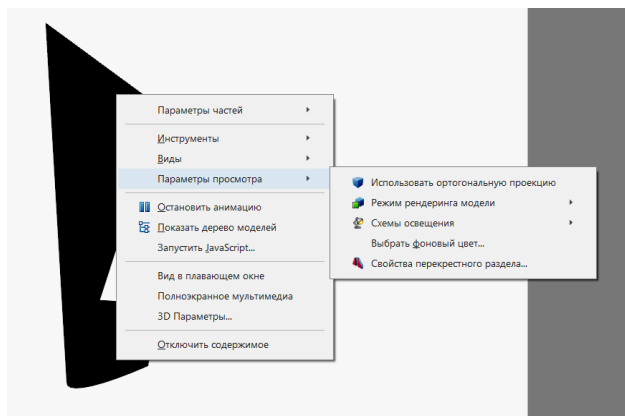 Параметры частей
Инструменты
Виды
Параметры просмотра
Остановить анимацию
Показать дерево моделей
Запустить JavaScript...
Вид в плавающем окне
Полноэкранное мультимедиа
3D Параметры...
Отключить содержимое
Использовать ортогональную проекцию
Режим рендеринга модели
Схемы освещения
Выбрать фоновый цвет...
Свойства перекрестного раздела...